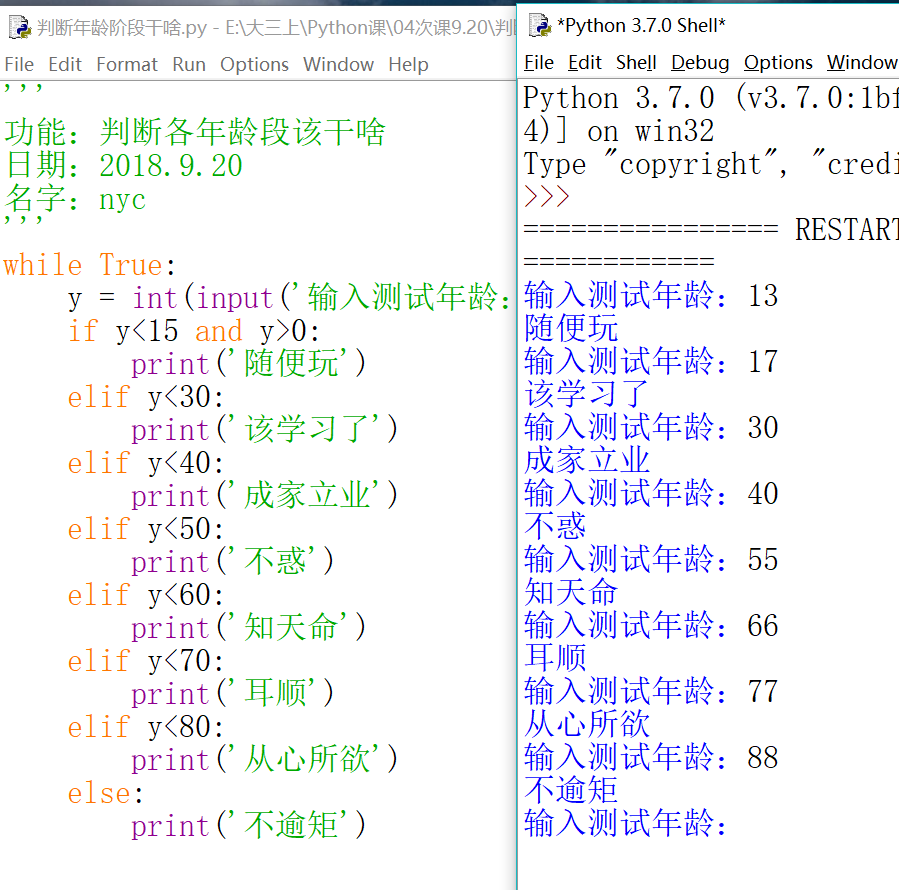 判断年龄阶段干啥.py - E:\大三上\Python课\04次课9.20\判
File Edit Format Run Options Window Help
'''
功能：判断各年龄段该干啥
日期：2018.9.20
名字：nyc
'''
while True:
    y = int(input('输入测试年龄：
    if y<15 and y>0:
        print('随便玩')
    elif y<30:
        print('该学习了')
    elif y<40:
        print('成家立业')
    elif y<50:
        print('不惑')
    elif y<60:
        print('知天命')
    elif y<70:
        print('耳顺')
    elif y<80:
        print('从心所欲')
    else:
        print('不逾矩')
*Python 3.7.0 Shell*
File Edit Shell Debug Options Window
Python 3.7.0 (v3.7.0:1bf
4)] on win32
Type "copyright", "credi
>>>
================ RESTART
============
输入测试年龄：13
随便玩
输入测试年龄：17
该学习了
输入测试年龄：30
成家立业
输入测试年龄：40
不惑
输入测试年龄：55
知天命
输入测试年龄：66
耳顺
输入测试年龄：77
从心所欲
输入测试年龄：88
不逾矩
输入测试年龄：